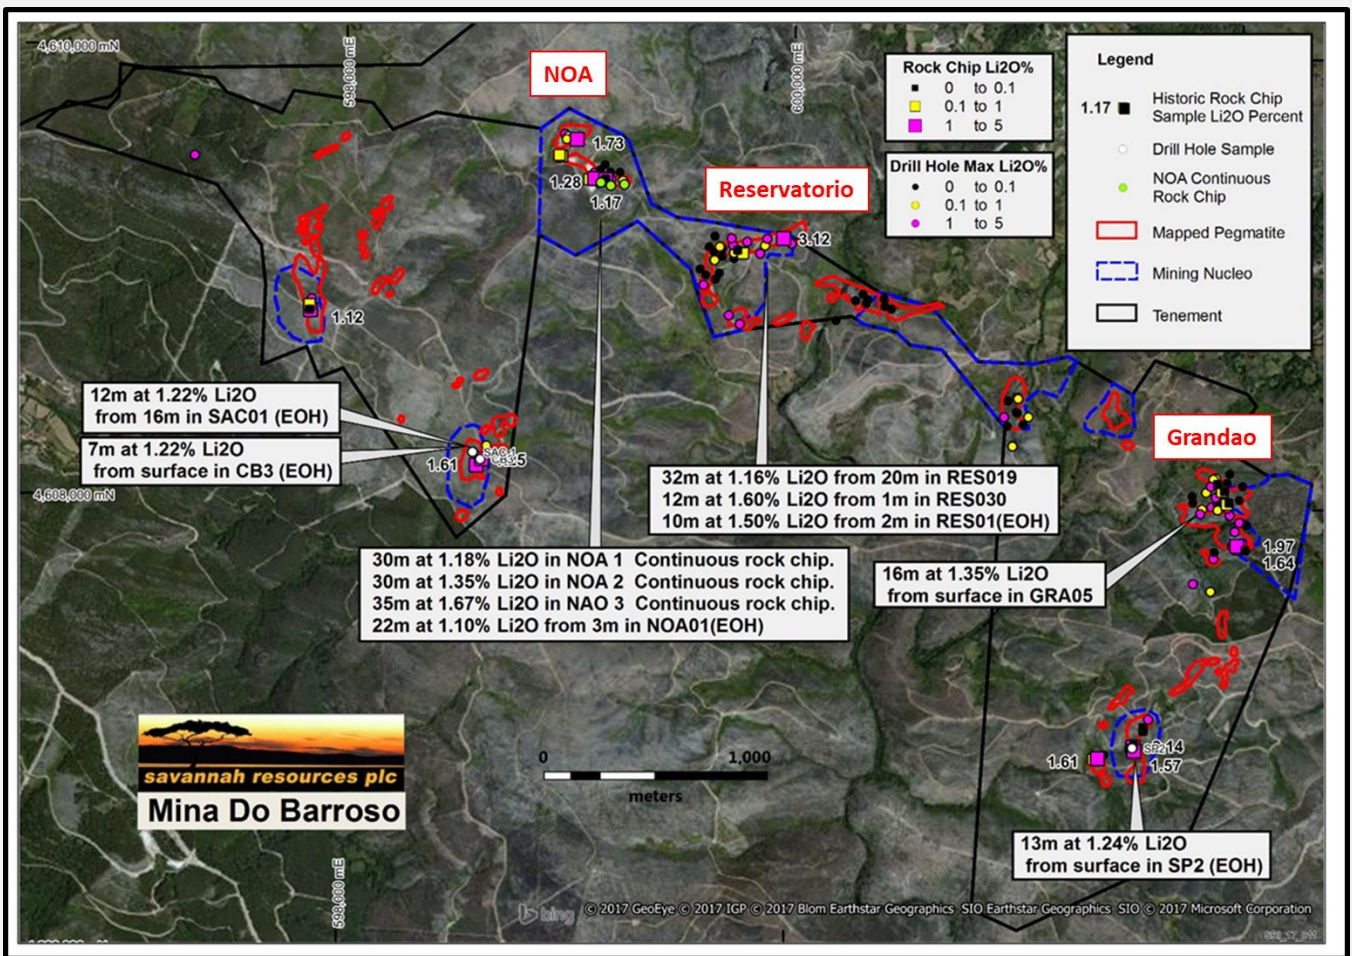 4,610,000 mN
598,000 mE
600,000 mE
NOA
Rock Chip Li2O%
0 to 0.1
0.1 to 1
1 to 5
Drill Hole Max Li2O%
0 to 0.1
0.1 to 1
1 to 5
Legend
1.17 Historic Rock Chip
Sample Li2O Percent
Drill Hole Sample
NOA Continuous
Rock Chip
Mapped Pegmatite
Mining Nucleo
Tenement
1.73
1.28
1.17
Reservatorio
3.12
1.12
12m at 1.22% Li2O
from 16m in SAC01 (EOH)
7m at 1.22% Li2O
from surface in CB3 (EOH)
1.61
4,608,000 mN
Grandao
32m at 1.16% Li2O from 20m in RES019
12m at 1.60% Li2O from 1m in RES030
10m at 1.50% Li2O from 2m in RES01(EOH)
30m at 1.18% Li2O in NOA 1 Continuous rock chip.
30m at 1.35% Li2O in NOA 2 Continuous rock chip.
35m at 1.67% Li2O in NAO 3 Continuous rock chip.
22m at 1.10% Li2O from 3m in NOA01(EOH)
16m at 1.35% Li2O
from surface in GRA05
1.97
1.64
savannah resources plc
Mina Do Barroso
0 1,000
meters
1.61
SP2
1.57
13m at 1.24% Li2O
from surface in SP2 (EOH)
598,000 mE
bing
© 2017 GeoEye © 2017 IGP © 2017 Blom Earthstar Geographics SIO Earthstar Geographics SIO © 2017 Microsoft Corporation